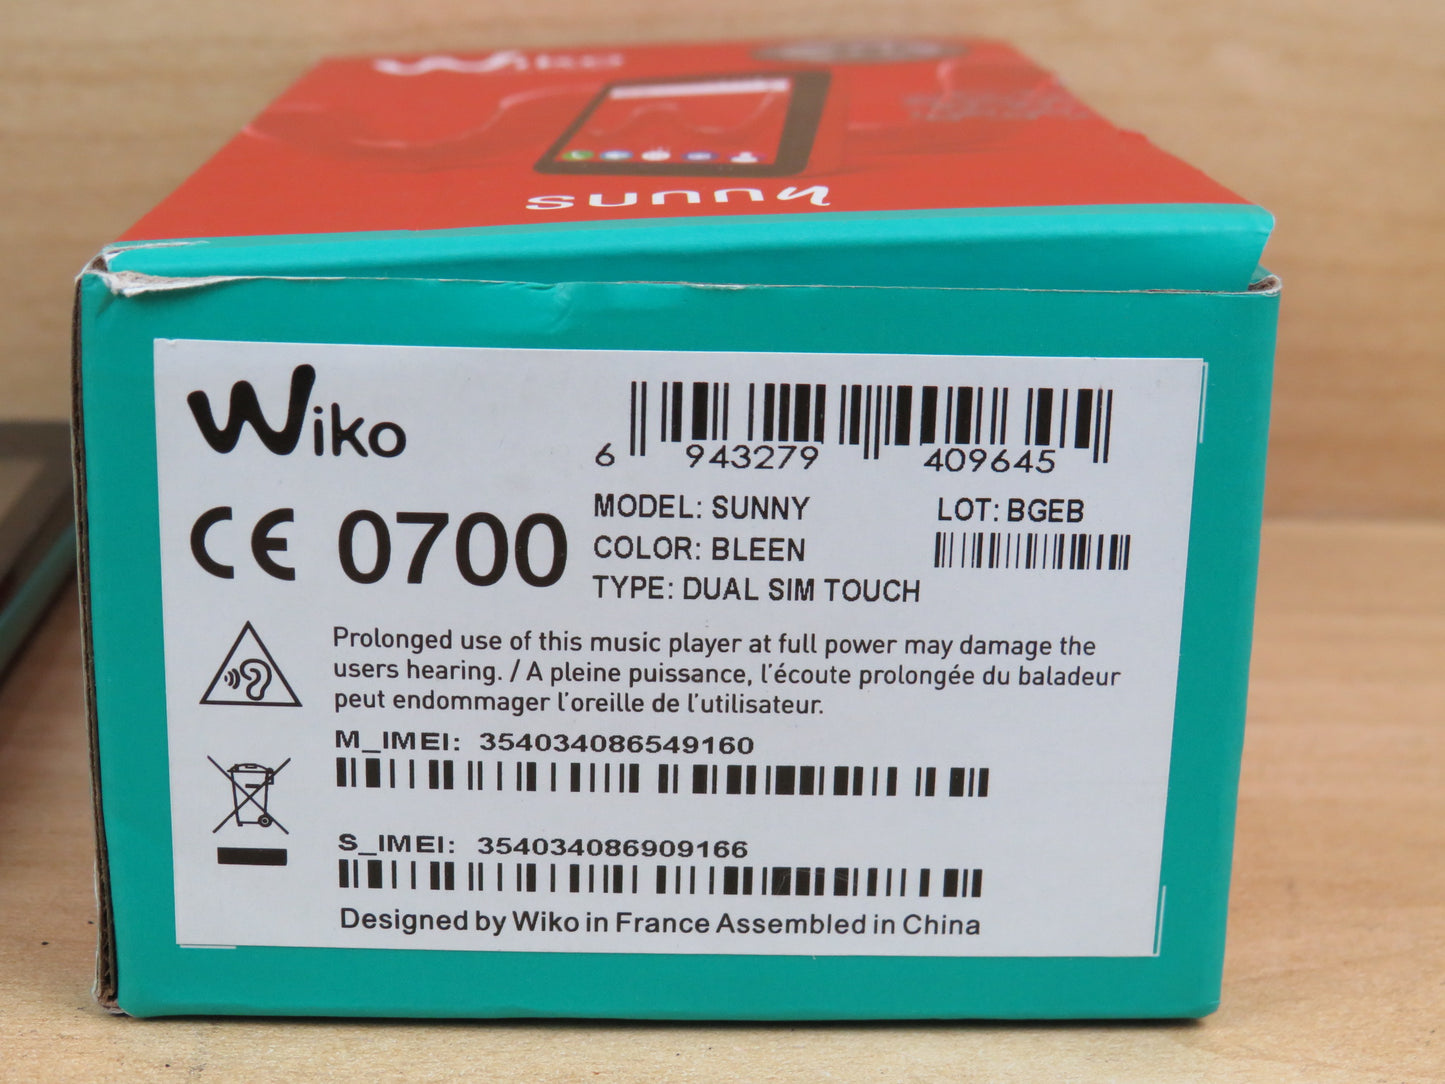 Wiko
sunny
Wiko
6 943279 409645
CE 0700
MODEL: SUNNY
LOT: BGEB
COLOR: BLEEN
TYPE: DUAL SIM TOUCH
Prolonged use of this music player at full power may damage the
users hearing. / A pleine puissance, l'écoute prolongée du baladeur
peut endommager l'oreille de l'utilisateur.
M_IMEI: 354034086549160
S_IMEI: 354034086909166
Designed by Wiko in France Assembled in China